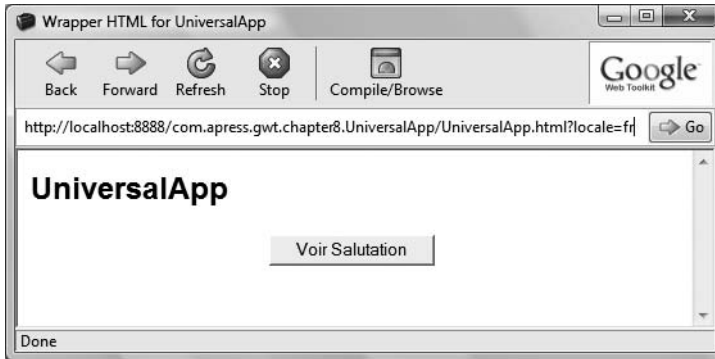 Wrapper HTML for UniversalApp
Back Forward Refresh Stop Compile/Browse
Google
Web Toolkit
http://localhost:8888/com.apress.gwt.chapter8.UniversalApp/UniversalApp.html?locale=fr Go
UniversalApp
Voir Salutation
Done